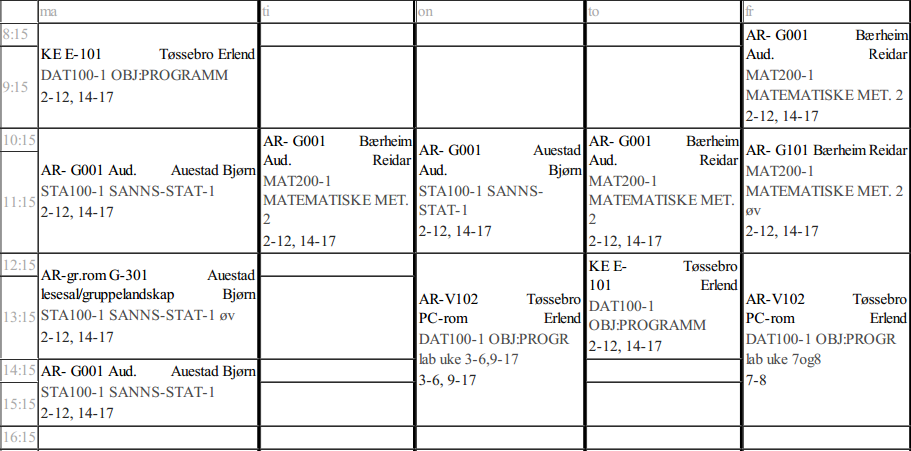 ma ti on to fr
8:15
9:15
KE E-101 Tøssebro Erlend
DAT100-1 OBJ:PROGRAMM
2-12, 14-17
AR- G001 Bærheim
Aud. Reidar
MAT200-1
MATEMATISKE MET. 2
2-12, 14-17
10:15
11:15
AR- G001 Aud. Auestad Bjørn
STA100-1 SANNS-STAT-1
2-12, 14-17
AR- G001 Bærheim
Aud. Reidar
MAT200-1
MATEMATISKE MET.
2
2-12, 14-17
AR- G001 Auestad
Aud. Bjørn
STA100-1 SANNS-
STAT-1
2-12, 14-17
AR- G001 Bærheim
Aud. Reidar
MAT200-1
MATEMATISKE MET.
2
2-12, 14-17
AR- G101 Bærheim Reidar
MAT200-1
MATEMATISKE MET. 2
øv
2-12, 14-17
12:15
13:15
AR-gr.rom G-301 Auestad
lesesal/gruppelandskap Bjørn
STA100-1 SANNS-STAT-1 øv
2-12, 14-17
AR-V102 Tøssebro
PC-rom Erlend
DAT100-1 OBJ:PROGR
lab uke 3-6,9-17
3-6, 9-17
KE E- Tøssebro
101 Erlend
DAT100-1
OBJ:PROGRAMM
2-12, 14-17
AR-V102 Tøssebro
PC-rom Erlend
DAT100-1 OBJ:PROGR
lab uke 7og8
7-8
14:15
15:15
AR- G001 Aud. Auestad Bjørn
STA100-1 SANNS-STAT-1
2-12, 14-17
16:15